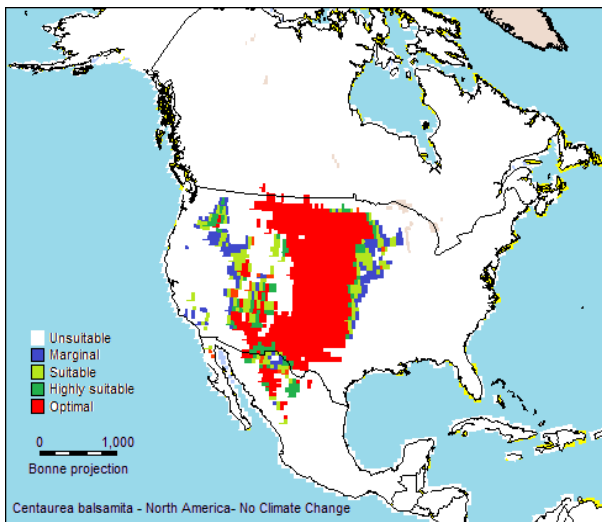 Unsuitable
Marginal
Suitable
Highly suitable
Optimal
0 1,000
Bonne projection
Centaurea balsamita - North America- No Climate Change